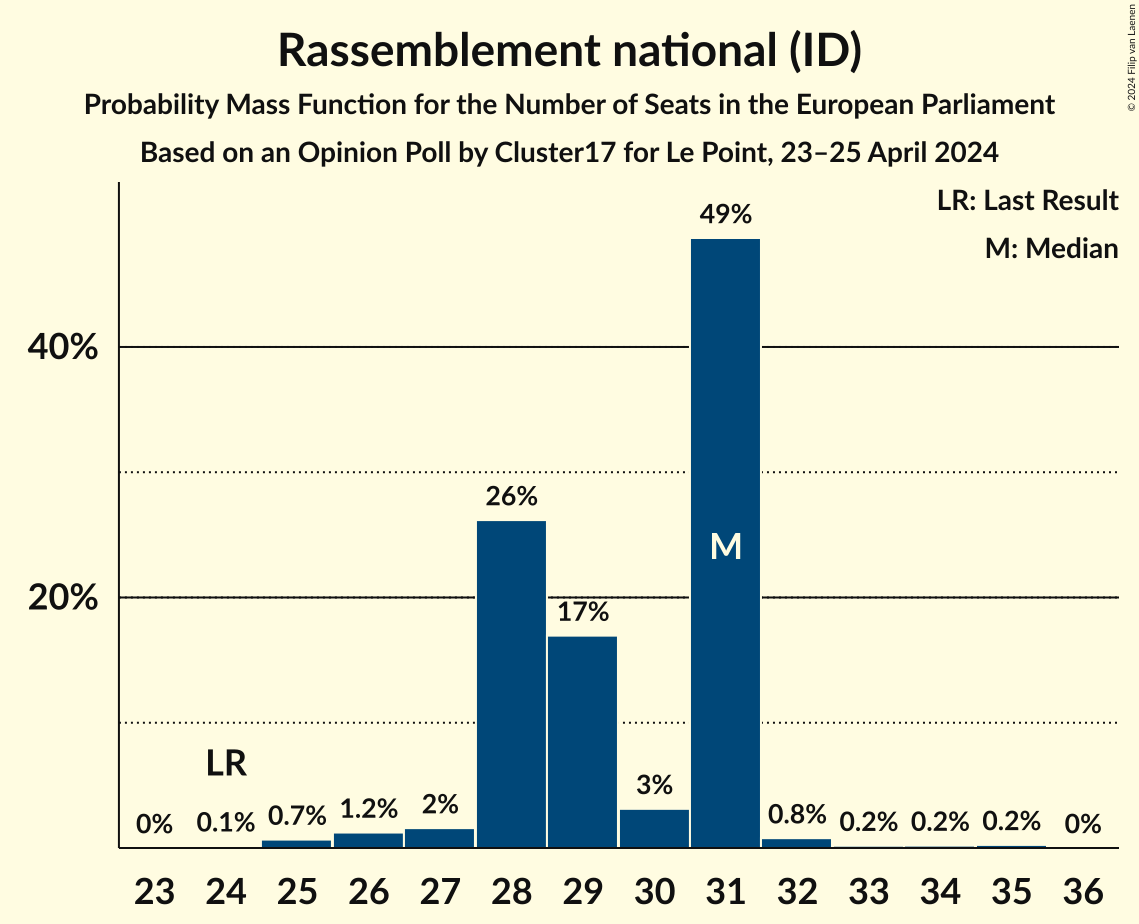 Rassemblement national (ID)
Probability Mass Function for the Number of Seats in the European Parliament
Based on an Opinion Poll by Cluster17 for Le Point, 23–25 April 2024
© 2024 Filip van Laenen
LR: Last Result
M: Median
49%
40%
26%
M
20%
17%
LR
0%
0.1%
0.7%
1.2%
2%
3%
0.8%
0.2%
0.2%
0.2%
0%
23 24 25 26 27 28 29 30 31 32 33 34 35 36